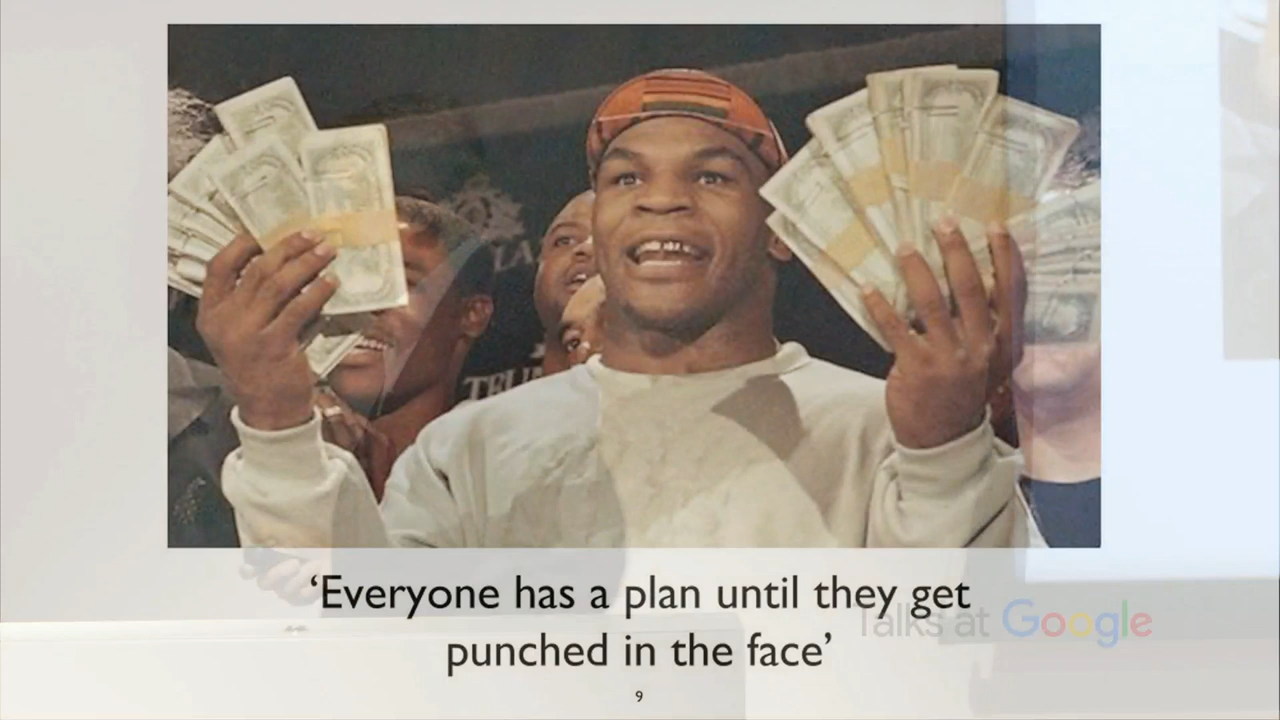 ‘Everyone has a plan until they get
punched in the face’
Talks at Google
9